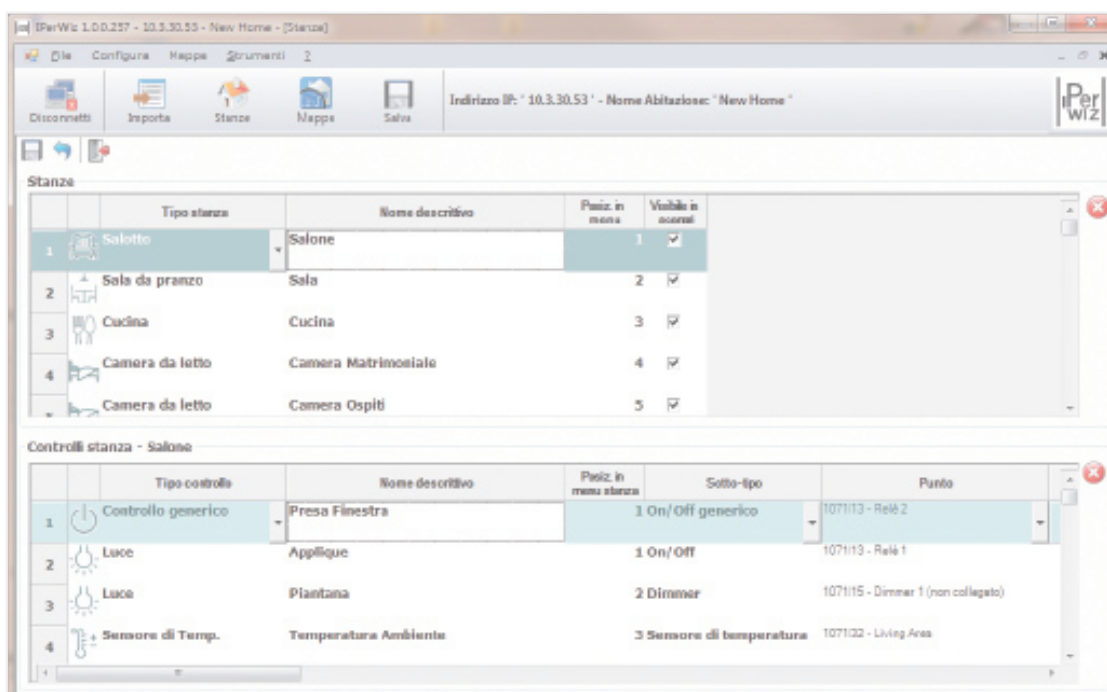 IPerWiz 1.0.0.257 - 10.3.30.53 - New Home - [Stanze]
File Configura Mappe Strumenti ?
Disconnetti Importa Stanze Mappe Salva Indirizzo IP: " 10.3.30.53 " - Nome Abitazione: " New Home "
iPer wiz
Stanze
Tipo stanza Nome descrittivo Posiz. in menu Visibile in scenari
1 Salotto Salone 1
2 Sala da pranzo Sala 2
3 Cucina Cucina 3
4 Camera da letto Camera Matrimoniale 4
Camera da letto Camera Ospiti 5
Controlli stanza - Salone
Tipo controllo Nome descrittivo Posiz. in menu stanza Sotto-tipo Punto
1 Controllo generico Presa Finestra 1 On/Off generico 1071/13 - Relè 2
2 Luce Applique 1 On/Off 1071/13 - Relè 1
3 Luce Piantana 2 Dimmer 1071/15 - Dimmer 1 (non collegato)
4 Sensore di Temp. Temperatura Ambiente 3 Sensore di temperatura 1071/22 - Living Area